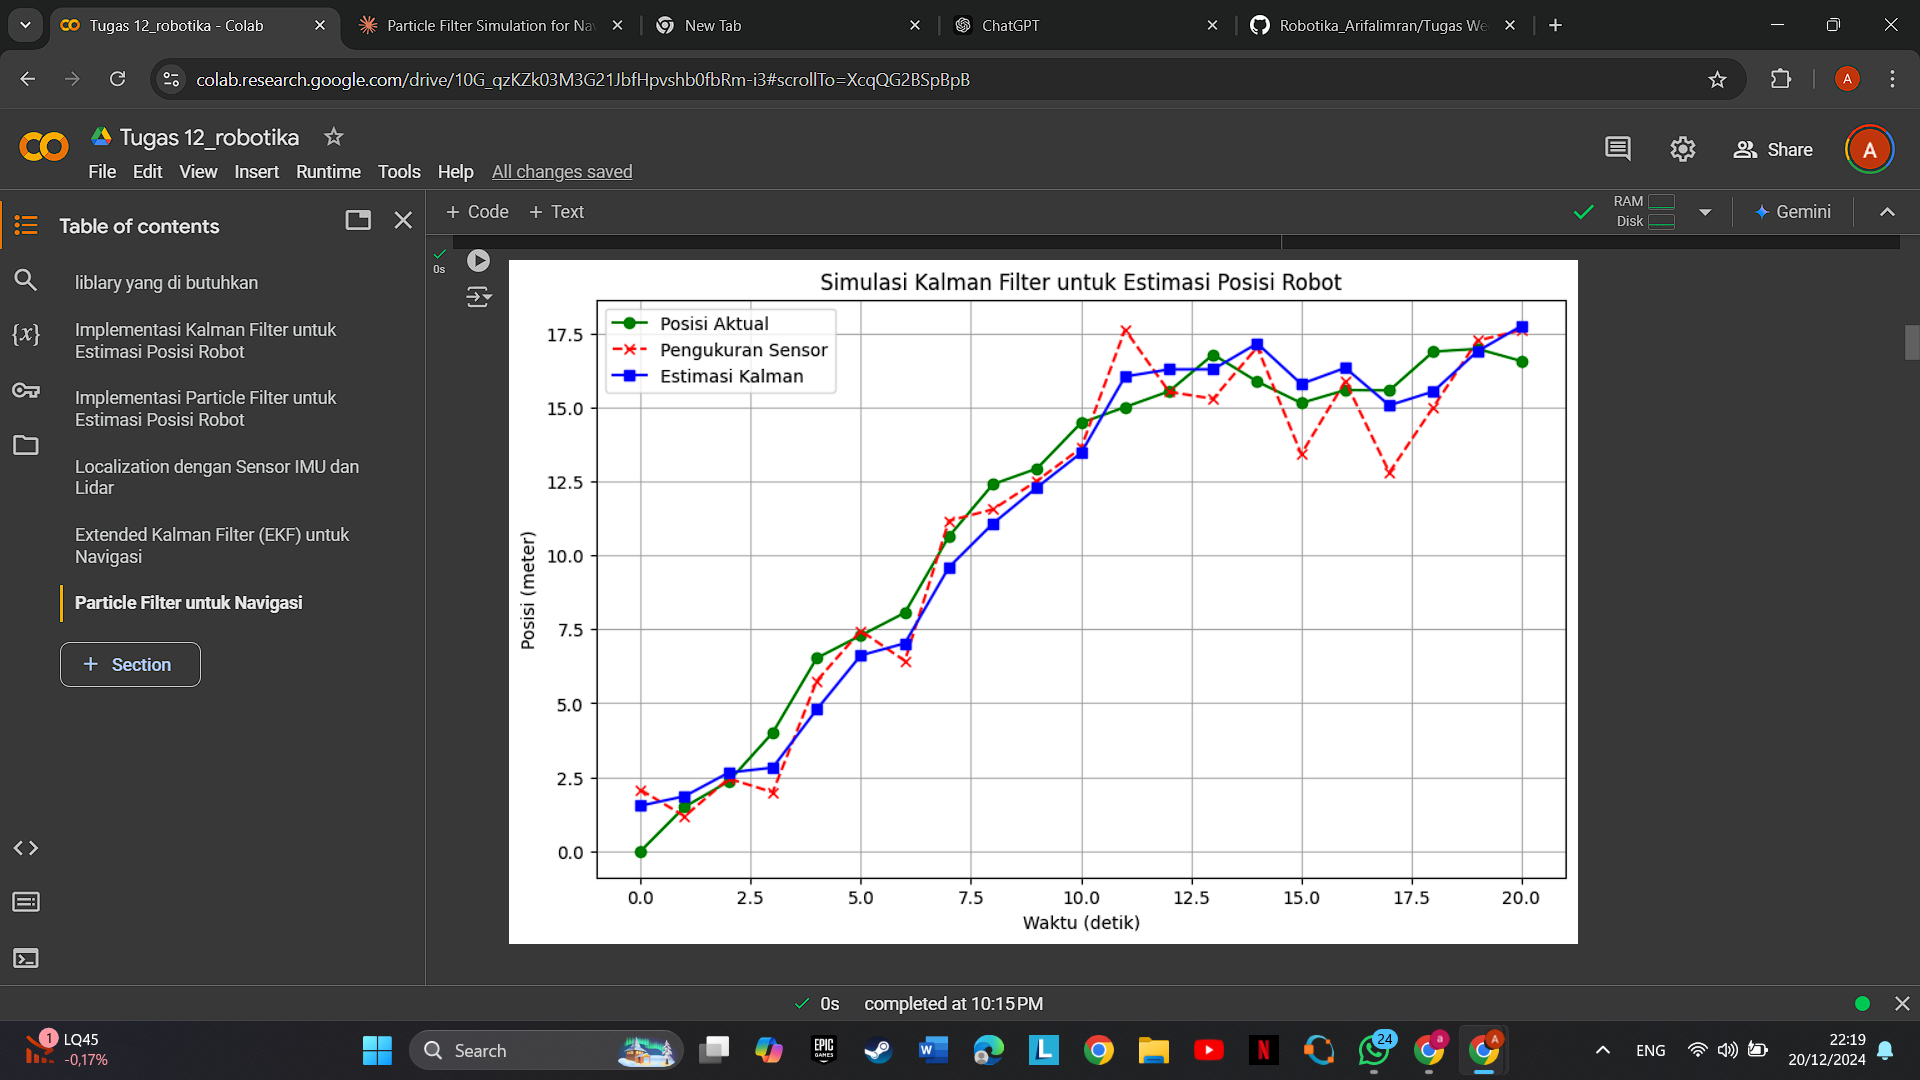 Tugas 12_robotika - Colab
Particle Filter Simulation for Na
New Tab
ChatGPT
Robotika_Arifalimran/Tugas We
colab.research.google.com/drive/10G_qzKZk03M3G21JbfHpvshb0fbRm-i3#scrollTo=XcqQG2BSpBpB
A
Tugas 12_robotika
Share
A
File Edit View Insert Runtime Tools Help All changes saved
Table of contents
+ Code + Text
RAM
Disk
Gemini
0s
liblary yang di butuhkan
Implementasi Kalman Filter untuk
Estimasi Posisi Robot
Implementasi Particle Filter untuk
Estimasi Posisi Robot
Localization dengan Sensor IMU dan
Lidar
Extended Kalman Filter (EKF) untuk
Navigasi
Particle Filter untuk Navigasi
+ Section
Simulasi Kalman Filter untuk Estimasi Posisi Robot
Posisi Aktual
Pengukuran Sensor
Estimasi Kalman
17.5
15.0
12.5
10.0
7.5
5.0
2.5
0.0
Posisi (meter)
0.0 2.5 5.0 7.5 10.0 12.5 15.0 17.5 20.0
Waktu (detik)
0s completed at 10:15 PM
1
LQ45
-0,17%
Search
EPIC
GAMES
W
L
N
24
a
A
ENG
22:19
20/12/2024